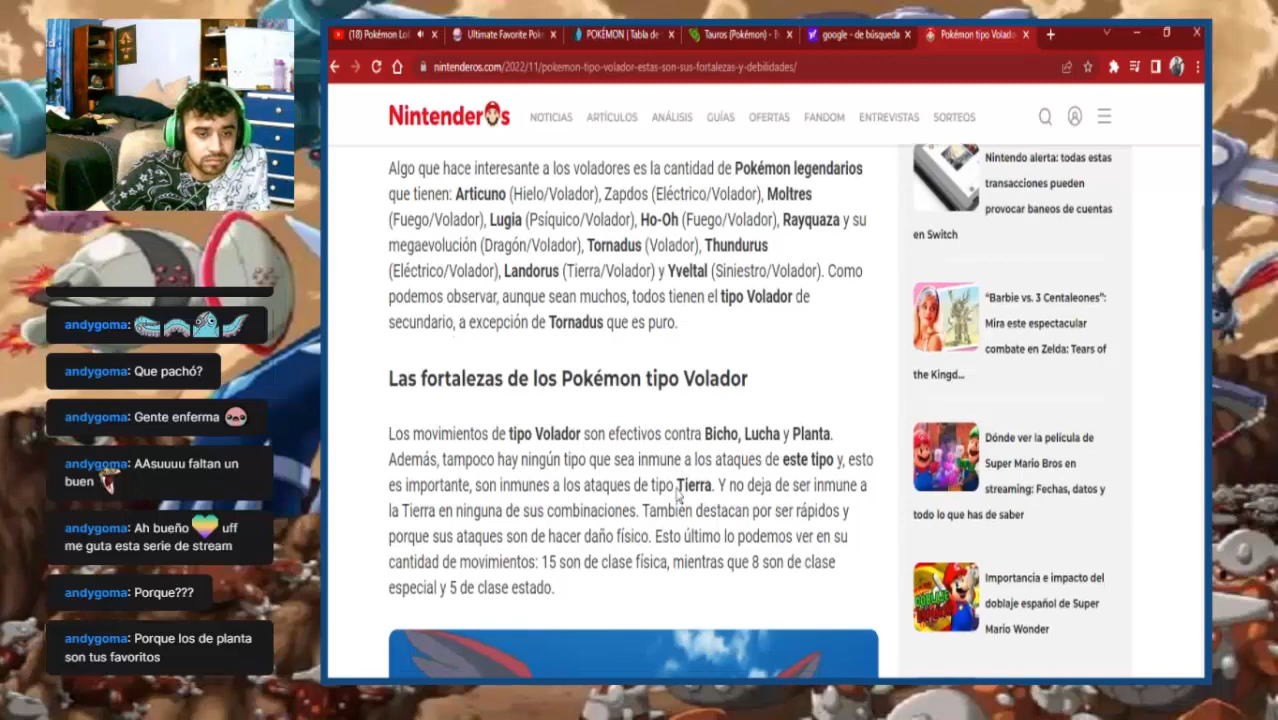 (18) Pokémon Lo
Ultimate Favorite Pok
POKÉMON | Tabla de
Tauros (Pokémon) - E
google - de búsqueda
Pokémon tipo Volado
nintenderos.com/2022/11/pokemon-tipo-volador-estas-son-sus-fortalezas-y-debilidades/
Nintenderos
NOTICIAS ARTÍCULOS ANÁLISIS GUÍAS OFERTAS FANDOM ENTREVISTAS SORTEOS
Algo que hace interesante a los voladores es la cantidad de Pokémon legendarios
que tienen: Articuno (Hielo/Volador), Zapdos (Eléctrico/Volador), Moltres
(Fuego/Volador), Lugia (Psíquico/Volador), Ho-Oh (Fuego/Volador), Rayquaza y su
megaevolución (Dragón/Volador), Tornadus (Volador), Thundurus
(Eléctrico/Volador), Landorus (Tierra/Volador) y Yveltal (Siniestro/Volador). Como
podemos observar, aunque sean muchos, todos tienen el tipo Volador de
secundario, a excepción de Tornadus que es puro.
Las fortalezas de los Pokémon tipo Volador
Los movimientos de tipo Volador son efectivos contra Bicho, Lucha y Planta.
Además, tampoco hay ningún tipo que sea inmune a los ataques de este tipo y, esto
es importante, son inmunes a los ataques de tipo Tierra. Y no deja de ser inmune a
la Tierra en ninguna de sus combinaciones. También destacan por ser rápidos y
porque sus ataques son de hacer daño físico. Esto último lo podemos ver en su
cantidad de movimientos: 15 son de clase física, mientras que 8 son de clase
especial y 5 de clase estado.
Nintendo alerta: todas estas
transacciones pueden
provocar baneos de cuentas
en Switch
“Barbie vs. 3 Centaleones”:
Mira este espectacular
combate en Zelda: Tears of
the Kingd...
Dónde ver la película de
Super Mario Bros en
streaming: Fechas, datos y
todo lo que has de saber
Importancia e impacto del
doblaje español de Super
Mario Wonder
andygoma:
andygoma: Que pachó?
andygoma: Gente enferma
andygoma: AAsuuuu faltan un
buen
andygoma: Ah bueño uff
me guta esta serie de stream
andygoma: Porque???
andygoma: Porque los de planta
son tus favoritos